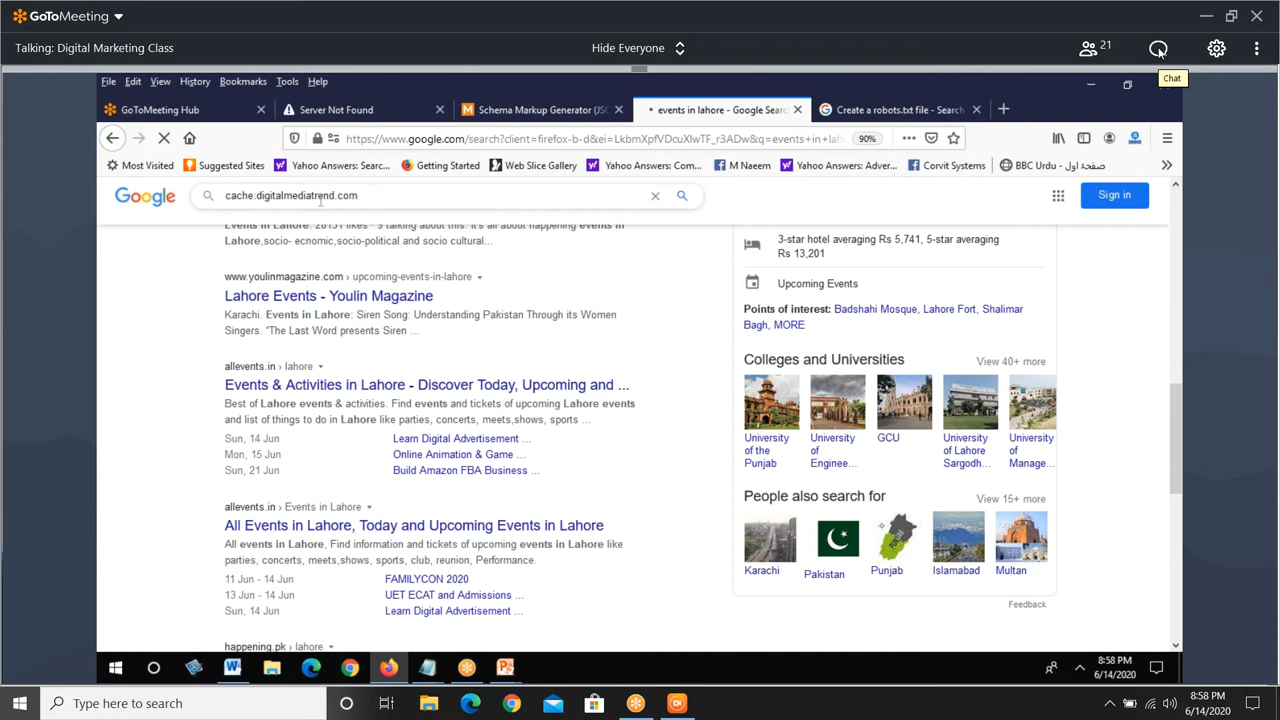 GoToMeeting
Talking: Digital Marketing Class
Hide Everyone
21
Chat
File Edit View History Bookmarks Tools Help
GoToMeeting Hub
Server Not Found
Schema Markup Generator (JSO
events in lahore - Google Searc
Create a robots.txt file - Search
https://www.google.com/search?client=firefox-b-d&ei=LkbmXpfVDcuXlwTF_r3ADw&q=events+in+lah
90%
Most Visited
Suggested Sites
Yahoo Answers: Searc...
Getting Started
Web Slice Gallery
Yahoo Answers: Com...
M Naeem
Yahoo Answers: Adver...
Corvit Systems
BBC Urdu - صفحۂ اول
Google
cache:digitalmediatrend.com
Sign in
Lahore,socio- ecnomic,socio-political and socio cultural...
www.youlinmagazine.com › upcoming-events-in-lahore
Lahore Events - Youlin Magazine
Karachi. Events in Lahore: Siren Song: Understanding Pakistan Through its Women
Singers. "The Last Word presents Siren ...
allevents.in › lahore
Events & Activities in Lahore - Discover Today, Upcoming and ...
Best of Lahore events & activities. Find events and tickets of upcoming Lahore events
and list of things to do in Lahore like parties, concerts, meets,shows, sports ...
Sun, 14 Jun Learn Digital Advertisement ...
Mon, 15 Jun Online Animation & Game ...
Sun, 21 Jun Build Amazon FBA Business ...
allevents.in › Events in Lahore
All Events in Lahore, Today and Upcoming Events in Lahore
All events in Lahore, Find information and tickets of upcoming events in Lahore like
parties, concerts, meets,shows, sports, club, reunion, Performance.
11 Jun - 14 Jun FAMILYCON 2020
13 Jun - 14 Jun UET ECAT and Admissions ...
Sun, 14 Jun Learn Digital Advertisement ...
happening.pk › lahore
3-star hotel averaging Rs 5,741, 5-star averaging
Rs 13,201
Upcoming Events
Points of interest: Badshahi Mosque, Lahore Fort, Shalimar
Bagh, MORE
Colleges and Universities
View 40+ more
University of the Punjab
University of Enginee...
GCU
University of Lahore Sargodh...
University of Manage...
People also search for
View 15+ more
Karachi
Pakistan
Punjab
Islamabad
Multan
Feedback
8:58 PM
6/14/2020
Type here to search
8:58 PM
6/14/2020